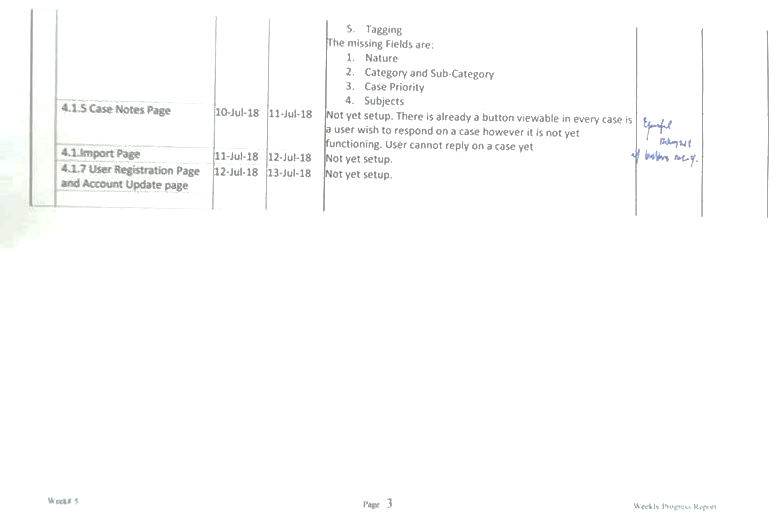 5. Tagging
The missing Fields are:
1. Nature
2. Category and Sub-Category
3. Case Priority
4. Subjects
4.1.5 Case Notes Page 10-Jul-18 11-Jul-18 Not yet setup. There is already a button viewable in every case is
a user wish to respond on a case however it is not yet
functioning. User cannot reply on a case yet
4.1.Import Page 11-Jul-18 12-Jul-18 Not yet setup.
4.1.7 User Registration Page 12-Jul-18 13-Jul-18 Not yet setup.
and Account Update page
Week# 5 Page 3 Weekly Progress Report